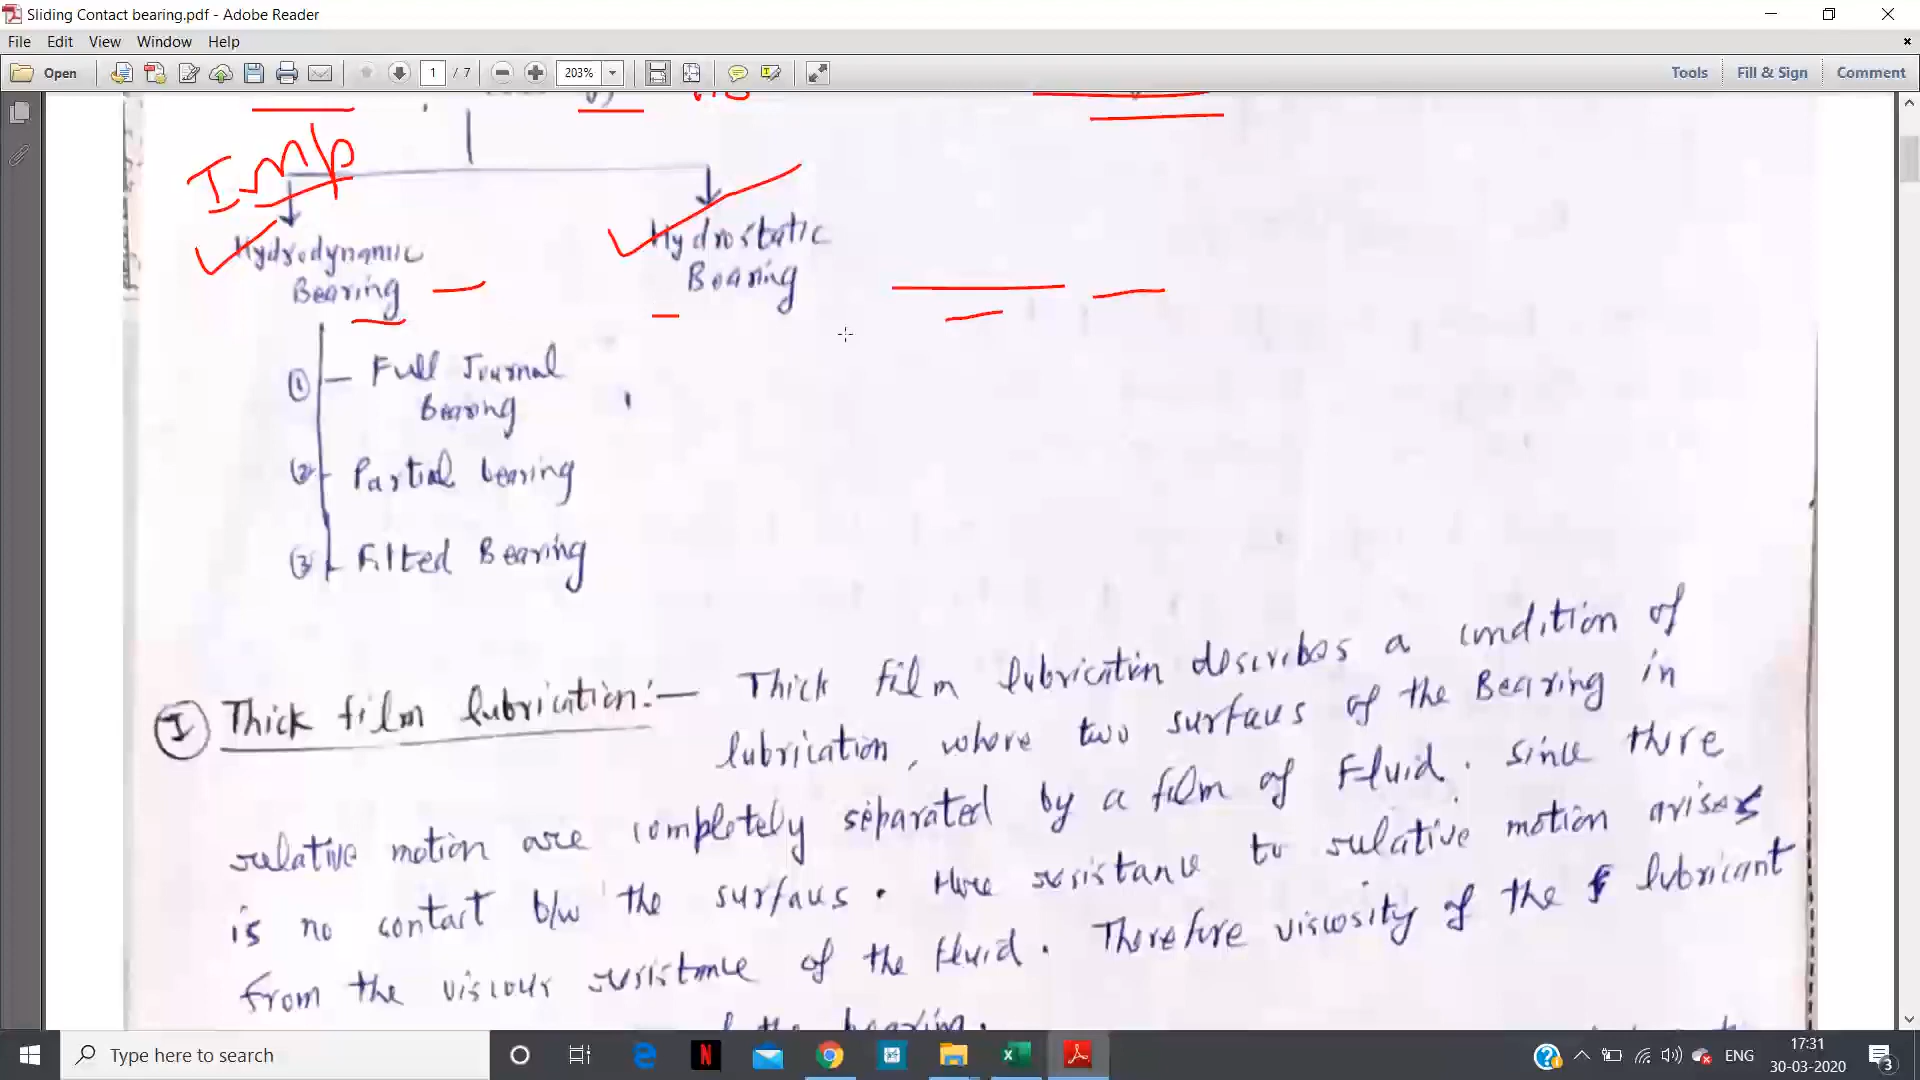 Sliding Contact bearing.pdf - Adobe Reader
File Edit View Window Help
Open 1 / 7 203% Tools Fill & Sign Comment
Imp
Hydrodynamic Bearing
Hydrostatic Bearing
① Full Journal Bearing
② Partial bearing
③ Filted Bearing
I Thick film lubrication:— Thick film lubrication describes a condition of
lubrication, where two surfaces of the Bearing in
relative motion are completely separated by a film of Fluid. since there
is no contact b/w the surfaces. Here resistance to relative motion arises
from the viscous resistance of the fluid. Therefore viscosity of the lubricant
the bearing.
Type here to search
ENG
17:31
30-03-2020
3